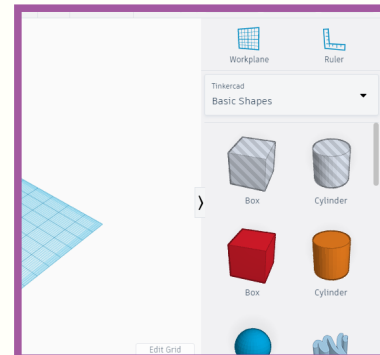 Workplane Ruler
Tinkercad
Basic Shapes
Box Cylinder
Box Cylinder
Edit Grid